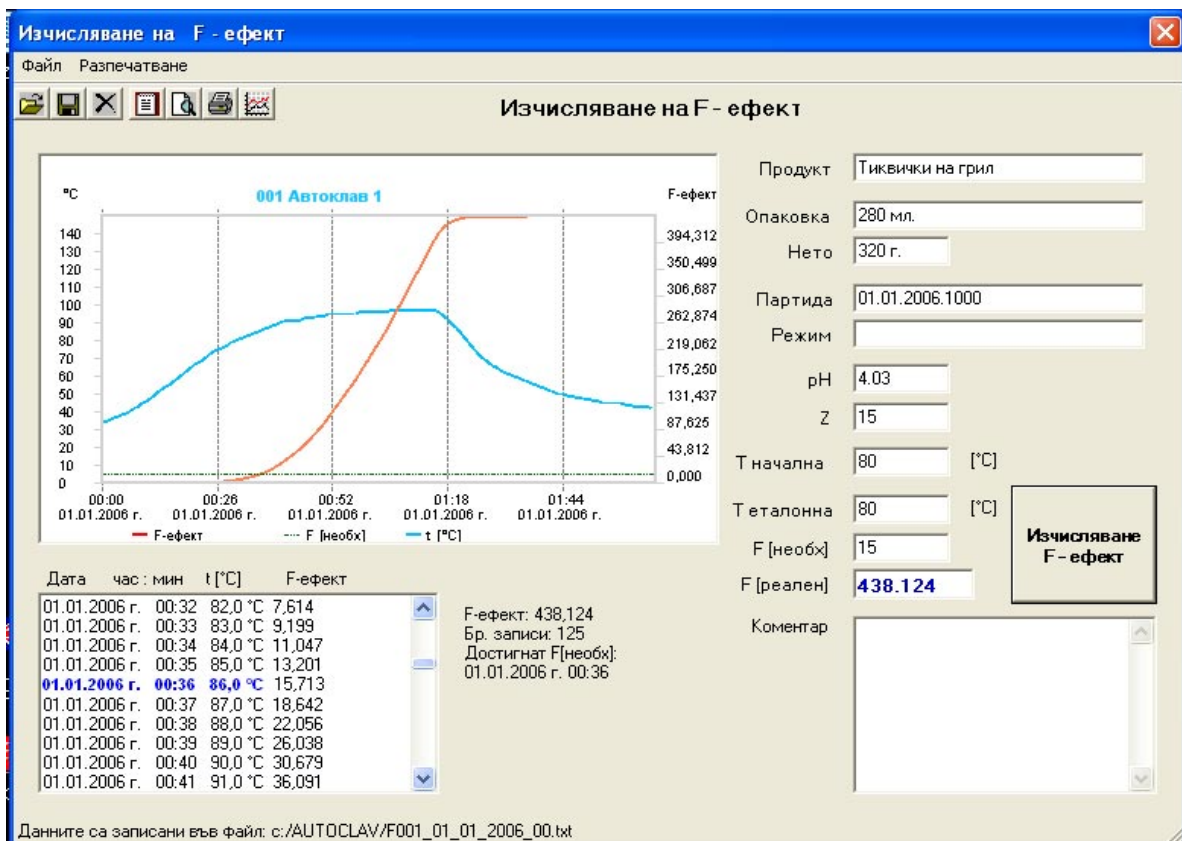 Изчисляване на F - ефект
Файл Разпечатване
Изчисляване на F - ефект
°C
001 Автоклав 1
F-ефект
140
130
120
110
100
90
80
70
60
50
40
30
20
10
0
394,312
350,499
306,687
262,874
219,062
175,250
131,437
87,625
43,812
0,000
00:00 00:26 00:52 01:18 01:44
01.01.2006 г. 01.01.2006 г. 01.01.2006 г. 01.01.2006 г. 01.01.2006 г.
F-ефект F [необх] t [°C]
Продукт Тиквички на грил
Опаковка 280 мл.
Нето 320 г.
Партида 01.01.2006.1000
Режим
pH 4.03
Z 15
T начална 80 [°C]
T еталонна 80 [°C]
F [необх] 15
F [реален] 438.124
Изчисляване
F - ефект
Коментар
Дата час : мин t [°C] F-ефект
01.01.2006 г. 00:32 82,0 °C 7,614
01.01.2006 г. 00:33 83,0 °C 9,199
01.01.2006 г. 00:34 84,0 °C 11,047
01.01.2006 г. 00:35 85,0 °C 13,201
01.01.2006 г. 00:36 86,0 °C 15,713
01.01.2006 г. 00:37 87,0 °C 18,642
01.01.2006 г. 00:38 88,0 °C 22,056
01.01.2006 г. 00:39 89,0 °C 26,038
01.01.2006 г. 00:40 90,0 °C 30,679
01.01.2006 г. 00:41 91,0 °C 36,091
F-ефект: 438,124
Бр. записи: 125
Достигнат F[необх]:
01.01.2006 г. 00:36
Данните са записани във файл: c:/AUTOCLAV/F001_01_01_2006_00.txt